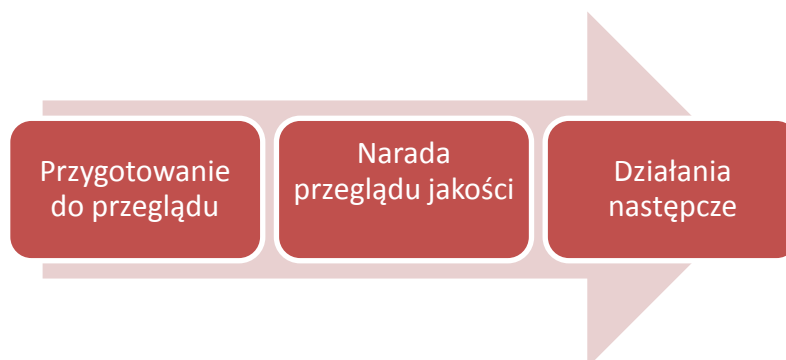 Przygotowanie
do przeglądu
Narada
przeglądu jakości
Działania
następcze